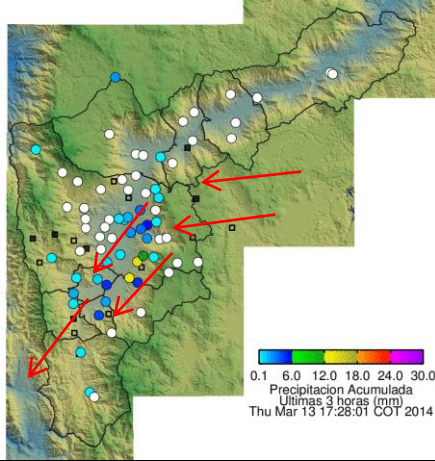 0.1 6.0 12.0 18.0 24.0 30.0
Precipitacion Acumulada
Ultimas 3 horas (mm)
Thu Mar 13 17:28:01 COT 2014